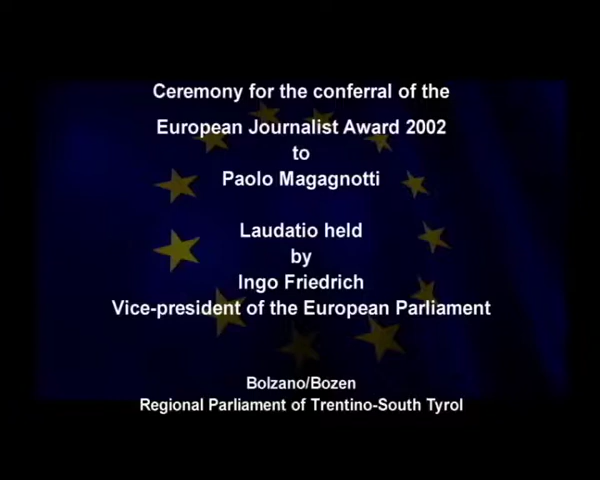 Ceremony for the conferral of the
European Journalist Award 2002
to
Paolo Magagnotti
Laudatio held
by
Ingo Friedrich
Vice-president of the European Parliament
Bolzano/Bozen
Regional Parliament of Trentino-South Tyrol